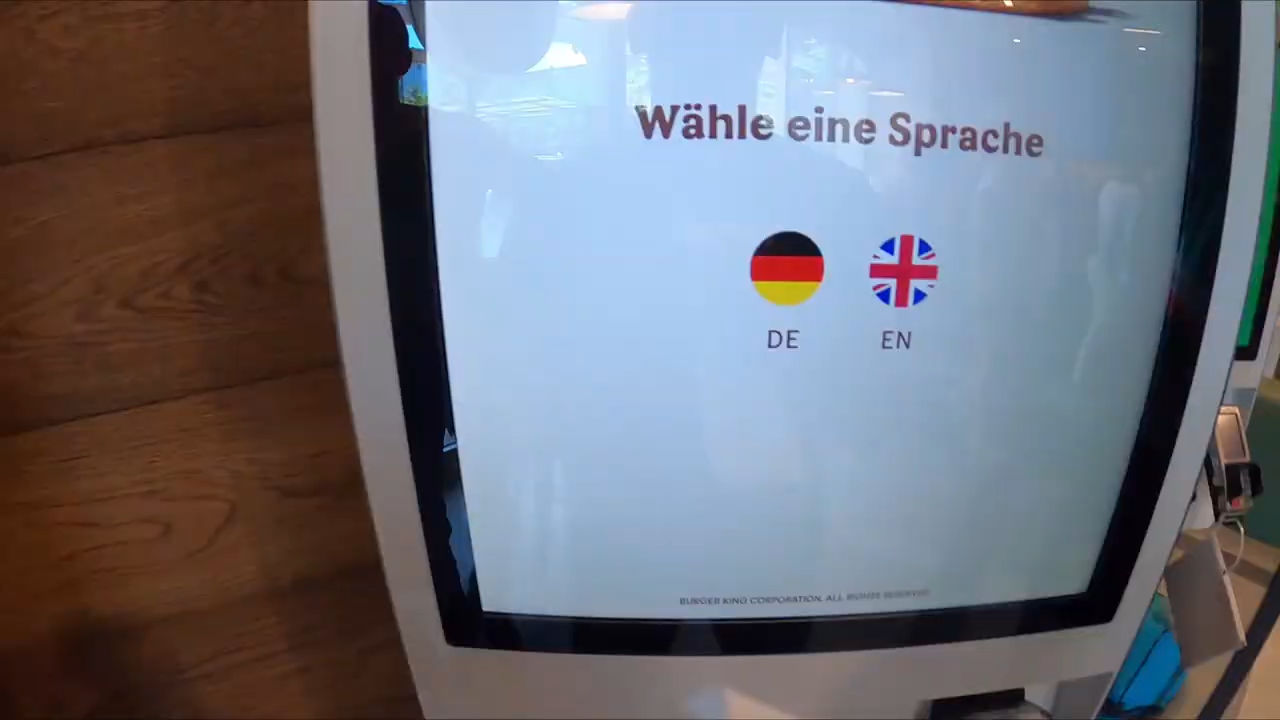 Wähle eine Sprache
DE
EN
BURGER KING CORPORATION. ALL RIGHTS RESERVED